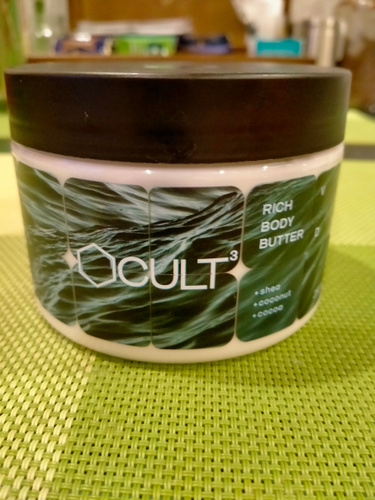 ⬡CULT³
RICH
BODY
BUTTER
+shea
+coconut
+cocoa
V
D